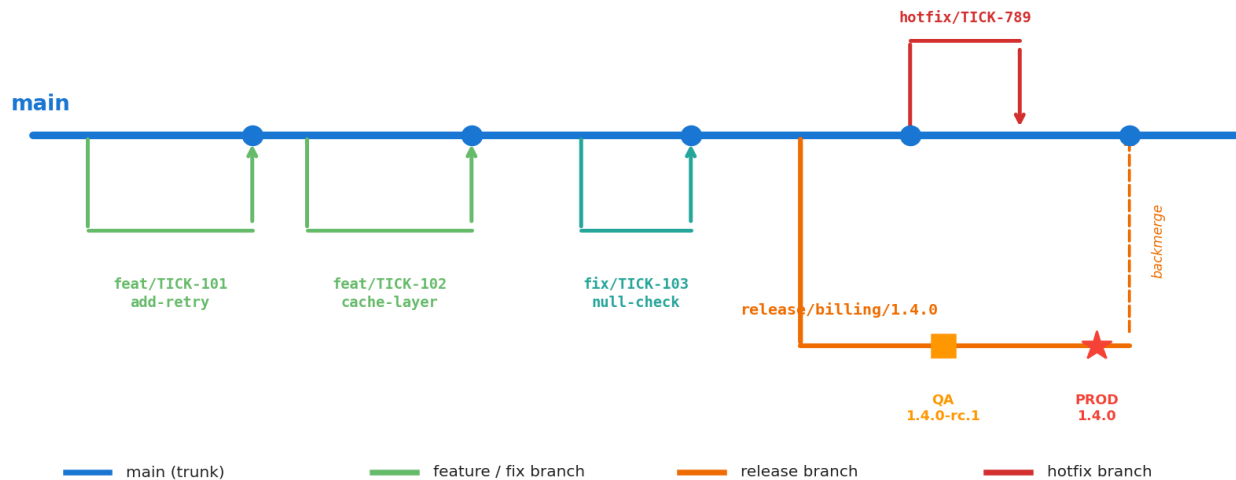 hotfix/TICK-789
main
feat/TICK-101
add-retry
feat/TICK-102
cache-layer
fix/TICK-103
null-check
backmerge
release/billing/1.4.0
QA
1.4.0-rc.1
PROD
1.4.0
main (trunk)
feature / fix branch
release branch
hotfix branch